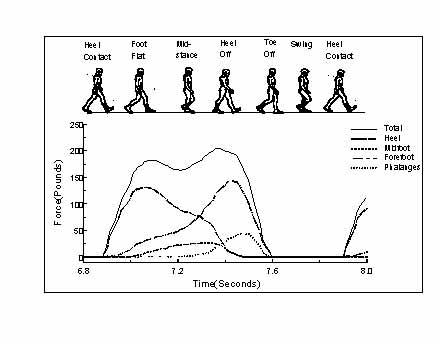 Heel Contact
Foot Flat
Mid-stance
Heel Off
Toe Off
Swing
Heel Contact
Total
Heel
Midfoot
Forefoot
Phalanges
Force(Pounds)
250
200
150
100
50
0
6.8
7.2
7.6
8.0
Time(Seconds)